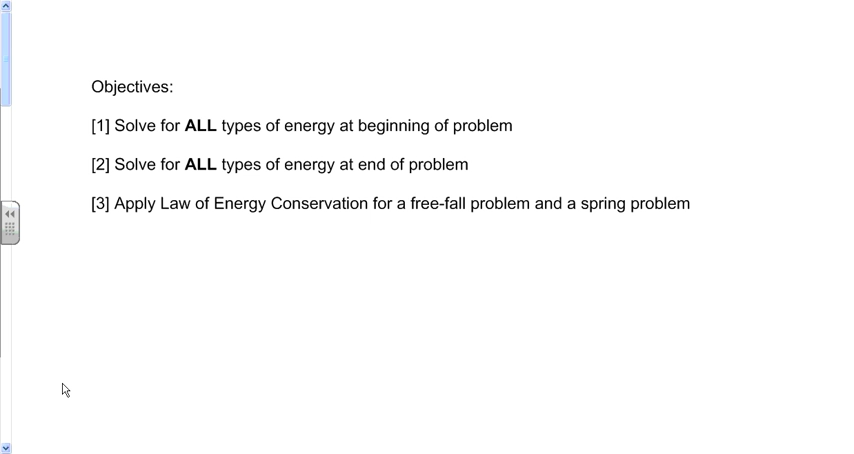 Objectives:
[1] Solve for ALL types of energy at beginning of problem
[2] Solve for ALL types of energy at end of problem
[3] Apply Law of Energy Conservation for a free-fall problem and a spring problem